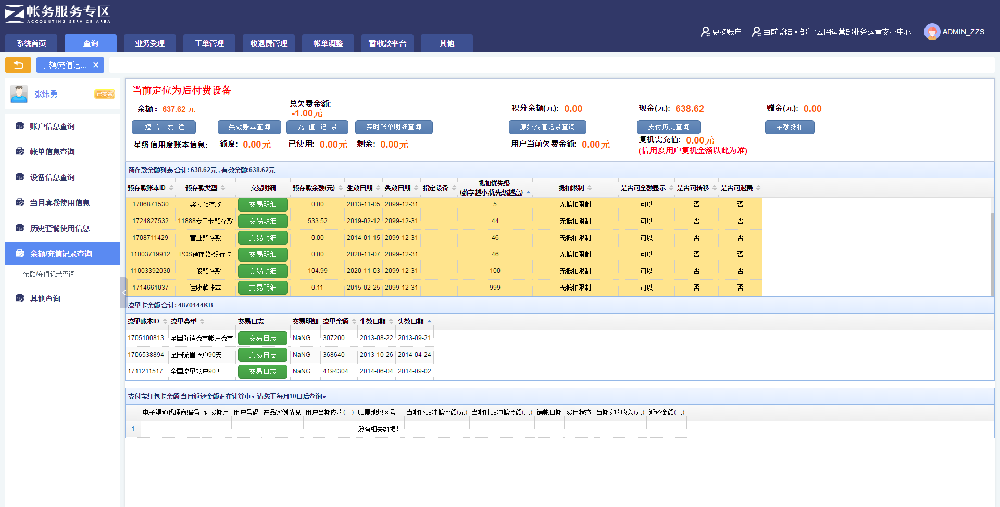 帐务服务专区
ACCOUNTING SERVICE AREA
更换账户 当前登陆人部门:云网运营部业务运营支撑中心 ADMIN_ZZS
系统首页 查询 业务受理 工单管理 收退费管理 帐单调整 暂收款平台 其他
余额/充值记... ×
张炜勇 已实名
账户信息查询
帐单信息查询
设备信息查询
当月套餐使用信息
历史套餐使用信息
余额/充值记录查询
余额/充值记录查询
其他查询
当前定位为后付费设备
余额： 637.62 元 总欠费金额: -1.00元 积分余额(元): 0.00 现金(元): 638.62 赠金(元): 0.00
短 信 发 送 失效账本查询 充 值 记 录 实时账单明细查询 原始充值记录查询 支付历史查询 余额抵扣
星级信用度账本信息: 额度: 0.00元 已使用: 0.00元 剩余: 0.00元 用户当前欠费金额: 0.00元 复机需充值: 0.00元
(信用度用户复机金额以此为准)
预存款余额列表 合计: 638.62元 , 有效余额:638.62元
预存款账本ID 预存款类型 交易明细 预存款余额(元) 生效日期 失效日期 指定设备 抵扣优先级 (数字越小,优先级越高) 抵扣限制 是否可全额显示 是否可转移 是否可退费
1706871530 奖励预存款 交易明细 0.00 2013-11-05 2099-12-31 5 无抵扣限制 可以 否 否
1724827532 11888专用卡预存款 交易明细 533.52 2019-02-12 2099-12-31 44 无抵扣限制 可以 否 否
1708711429 营业预存款 交易明细 0.00 2014-01-15 2099-12-31 46 无抵扣限制 可以 否 否
11003719912 POS预存款-银行卡 交易明细 0.00 2020-11-07 2099-12-31 46 无抵扣限制 可以 否 否
11003392030 一般预存款 交易明细 104.99 2020-11-03 2099-12-31 100 无抵扣限制 可以 否 否
1714661037 溢收款账本 交易明细 0.11 2015-02-25 2099-12-31 999 无抵扣限制 可以 否 否
流量卡余额 合计: 4870144KB
流量账本ID 流量类型 交易日志 交易明细 流量余额 生效日期 失效日期
1705100813 全国促销流量帐户流量 交易日志 NaNG 307200 2013-08-22 2013-09-21
1706538894 全国流量帐户90天 交易日志 NaNG 368640 2013-10-26 2014-04-24
1711211517 全国流量帐户90天 交易日志 NaNG 4194304 2014-06-04 2014-09-02
支付宝红包卡余额 当月返还金额正在计算中，请您于每月10日后查询。
电子渠道代理商编码 计费期月 用户号码 产品实例情况 用户当期应收(元) 归属地地区号 当期补贴冲抵金额(元) 当期补贴冲抵金额(元) 销帐日期 费用状态 当期实收收入(元) 返还金额(元)
1 没有相关数据!